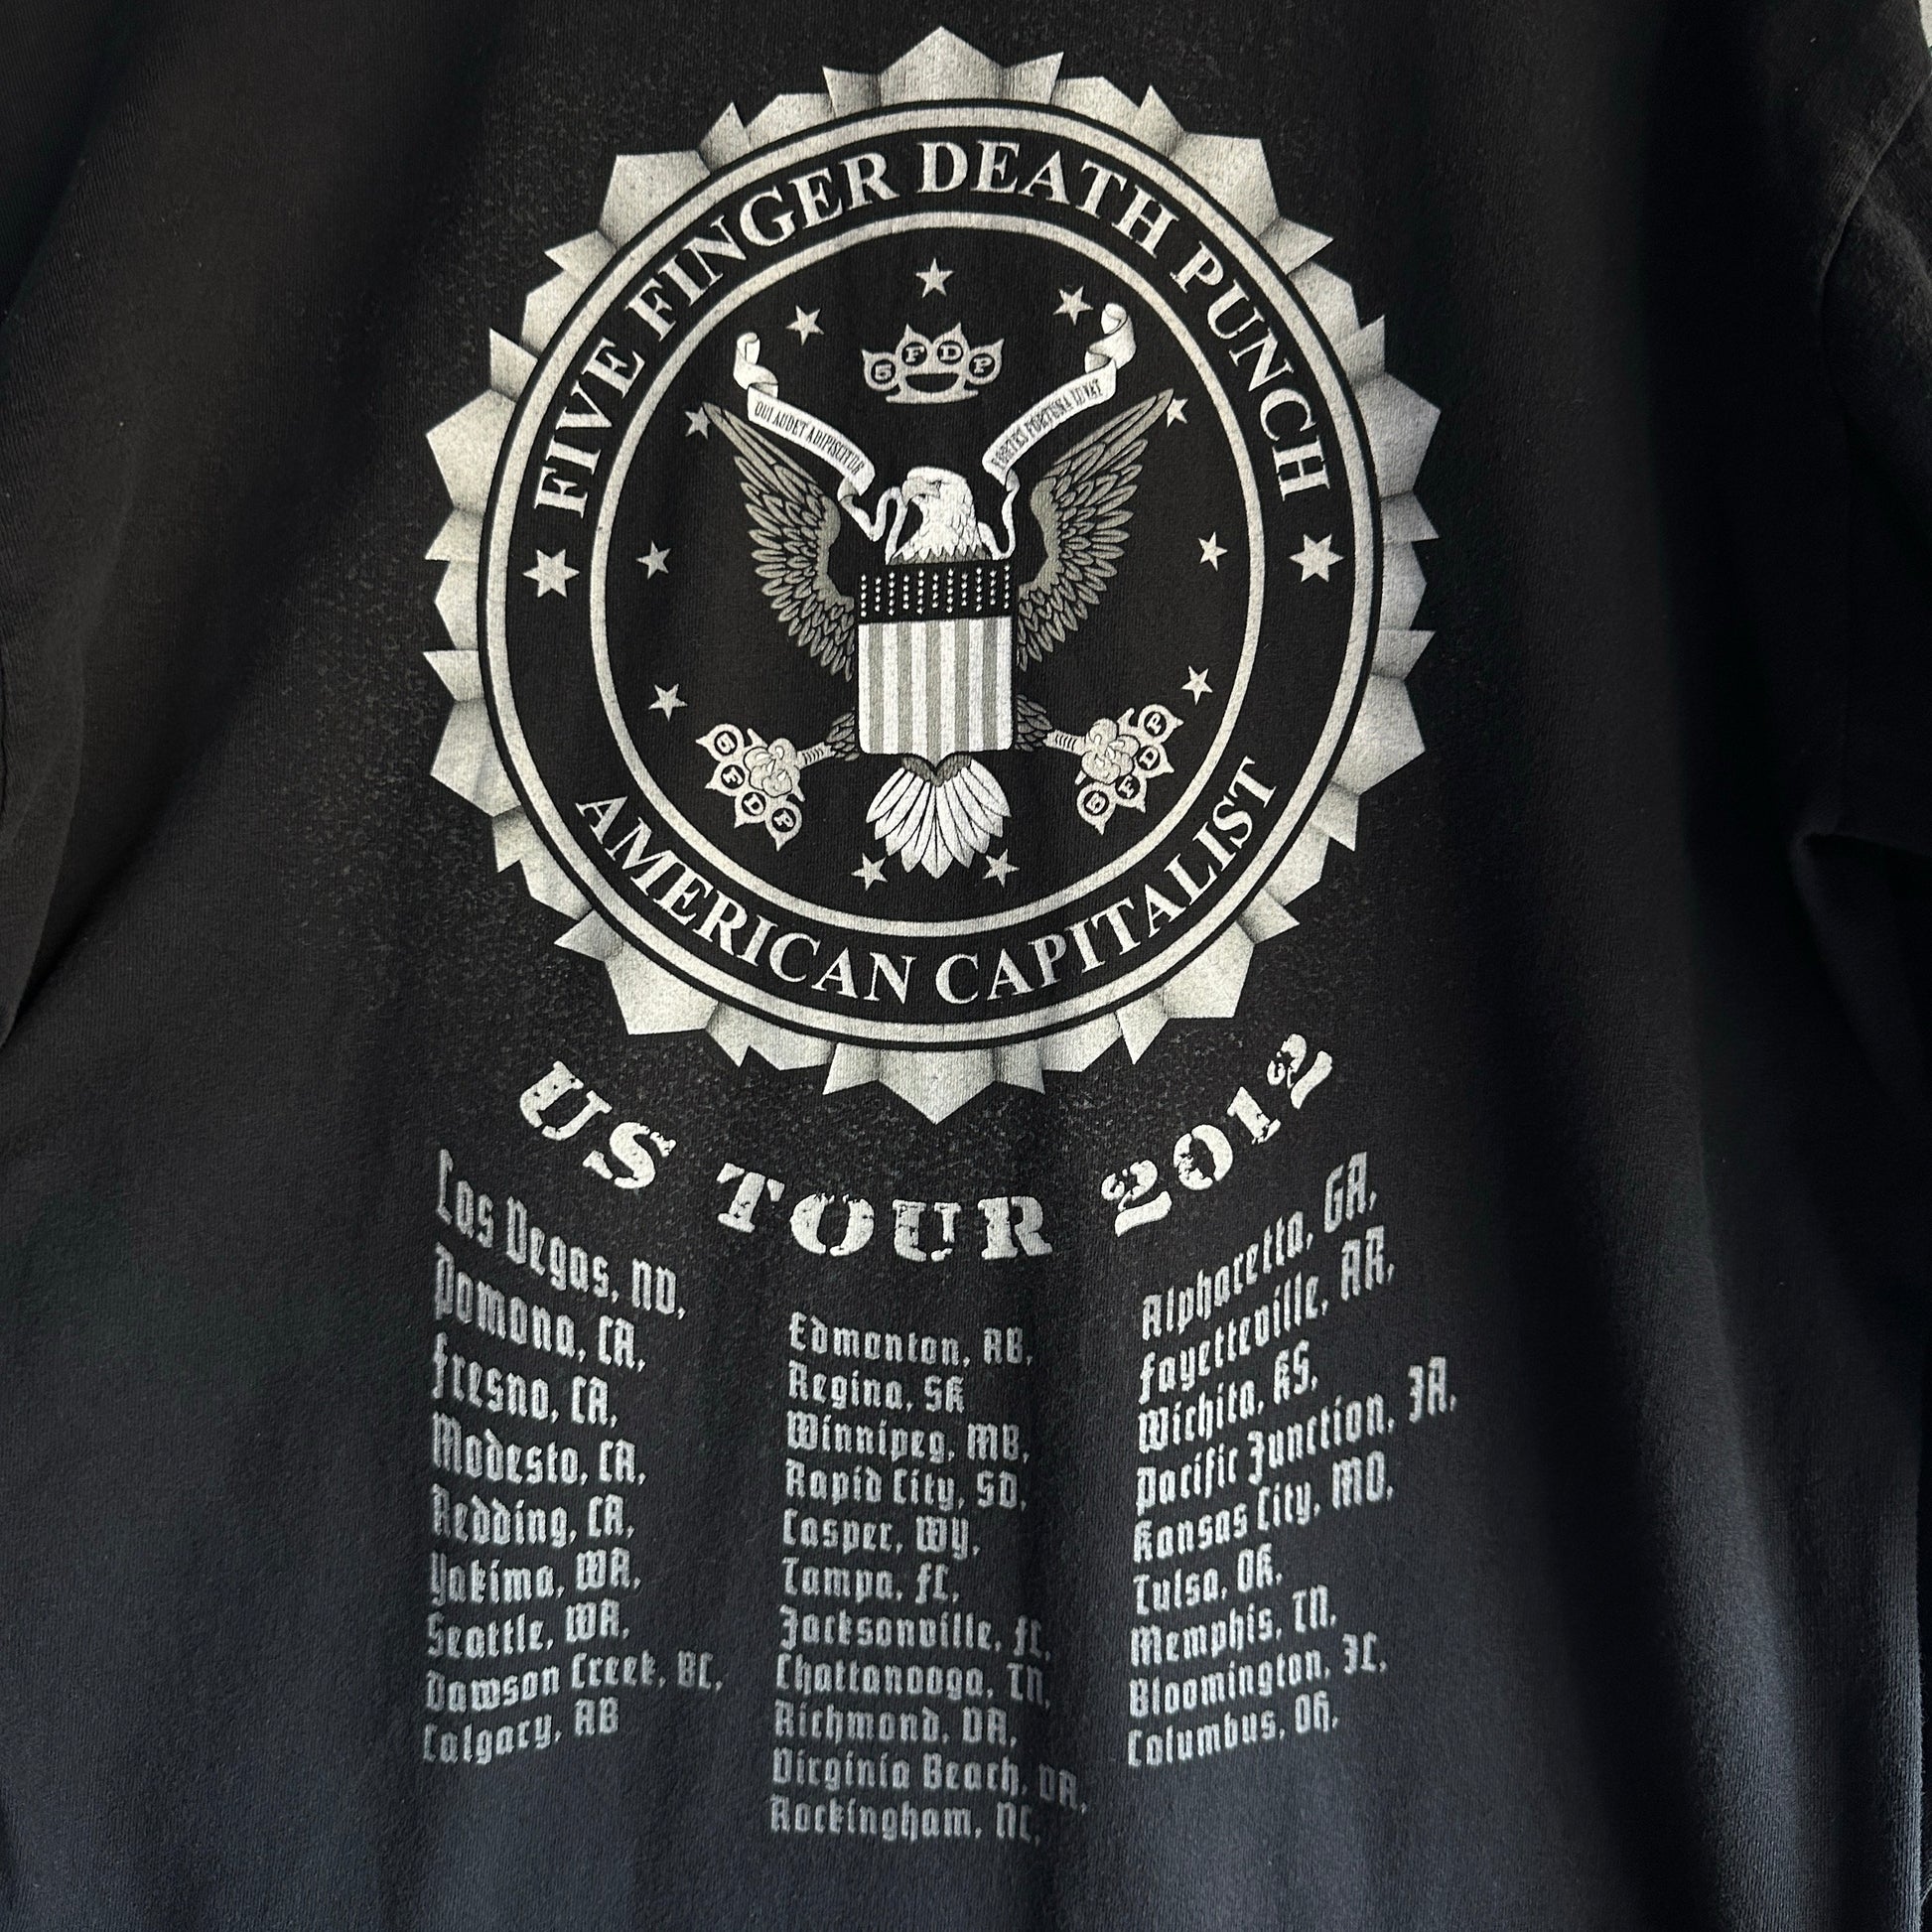 FIVE FINGER DEATH PUNCH
5FDP
QUI AUDET ADIPISCITUR
FORTES FORTUNA JUVAT
5FDP
5FDP
AMERICAN CAPITALIST
US TOUR 2012
Las Vegas, NV,
Pomona, CA,
Fresno, CA,
Modesto, CA,
Redding, CA,
Yakima, WA,
Seattle, WA,
Dawson Creek, BC,
Calgary, AB
Edmonton, AB,
Regina, SK
Winnipeg, MB,
Rapid City, SD,
Casper, WY,
Tampa, FL,
Jacksonville, FL,
Chattanooga, TN,
Richmond, VA,
Virginia Beach, VA,
Rockingham, NC,
Alpharetta, GA,
Fayetteville, AR,
Wichita, KS,
Pacific Junction, IA,
Kansas City, MO,
Tulsa, OK,
Memphis, TN,
Bloomington, IL,
Columbus, OH,